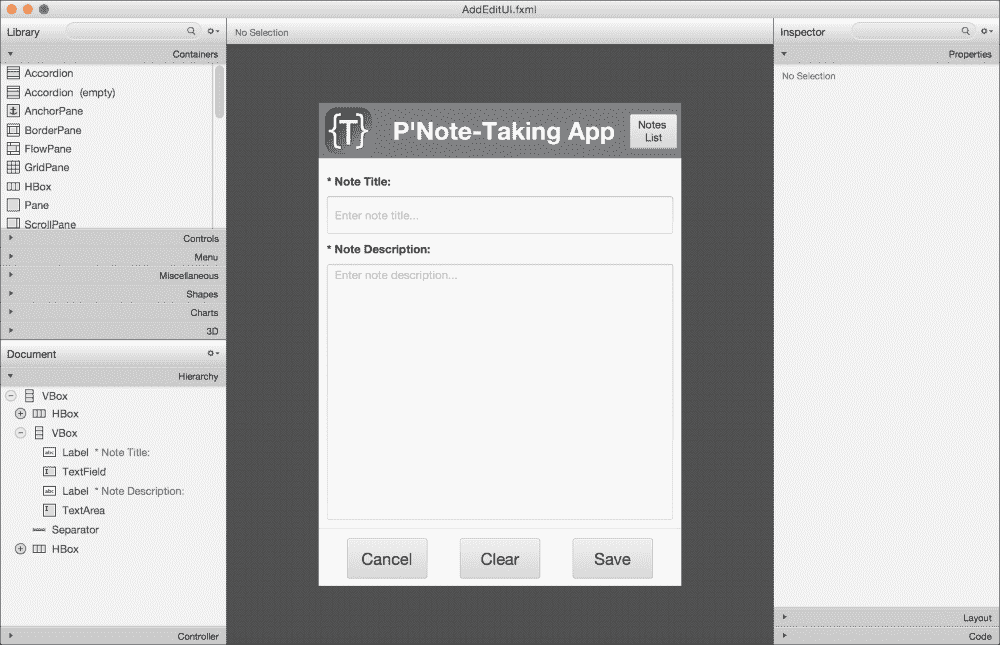 AddEditUI.fxml
Library
Containers
Accordion
Accordion (empty)
AnchorPane
BorderPane
FlowPane
GridPane
HBox
Pane
ScrollPane
Controls
Menu
Miscellaneous
Shapes
Charts
3D
Document
Hierarchy
VBox
HBox
VBox
abc Label * Note Title:
TextField
abc Label * Note Description:
TextArea
Separator
HBox
Controller
No Selection
{T} P'Note-Taking App
Notes
List
* Note Title:
Enter note title...
* Note Description:
Enter note description...
Cancel Clear Save
Inspector
Properties
No Selection
Layout
Code